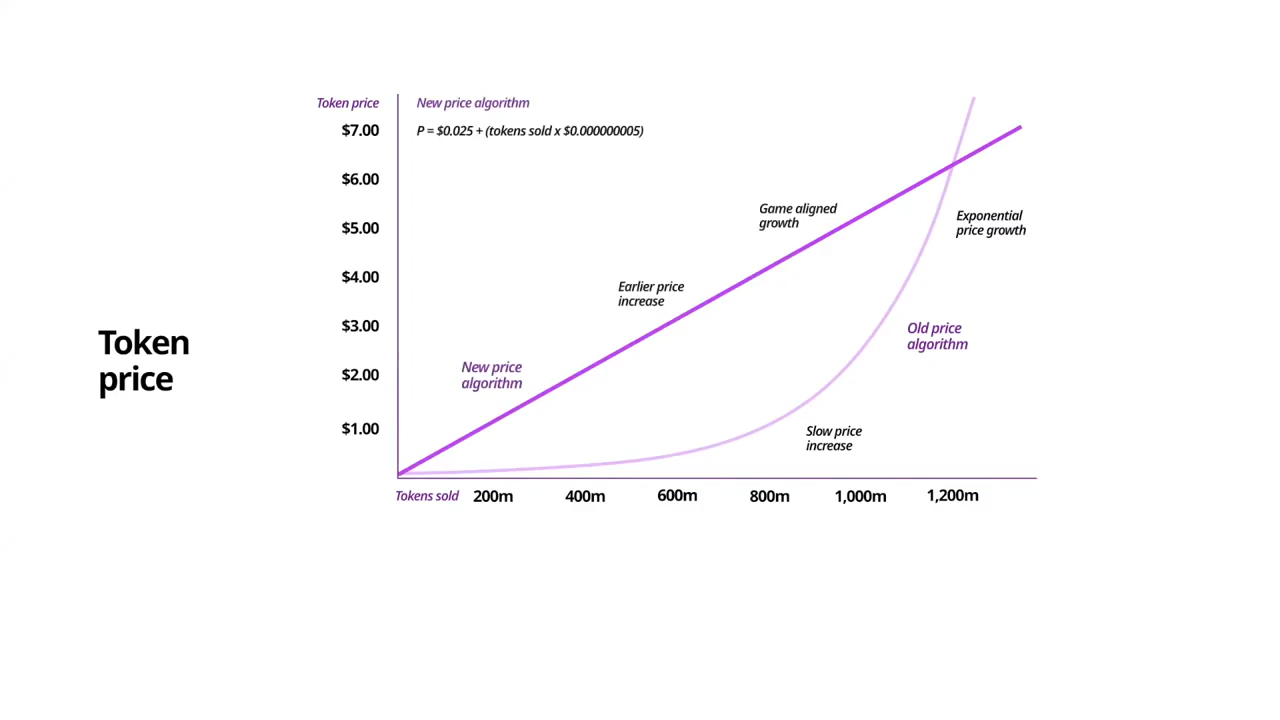 Token price
New price algorithm
$7.00
P = $0.025 + (tokens sold x $0.000000005)
$6.00
Game aligned
growth
Exponential
price growth
$5.00
$4.00
Earlier price
increase
$3.00
Old price
algorithm
Token
price
$2.00
New price
algorithm
$1.00
Slow price
increase
Tokens sold
200m
400m
600m
800m
1,000m
1,200m